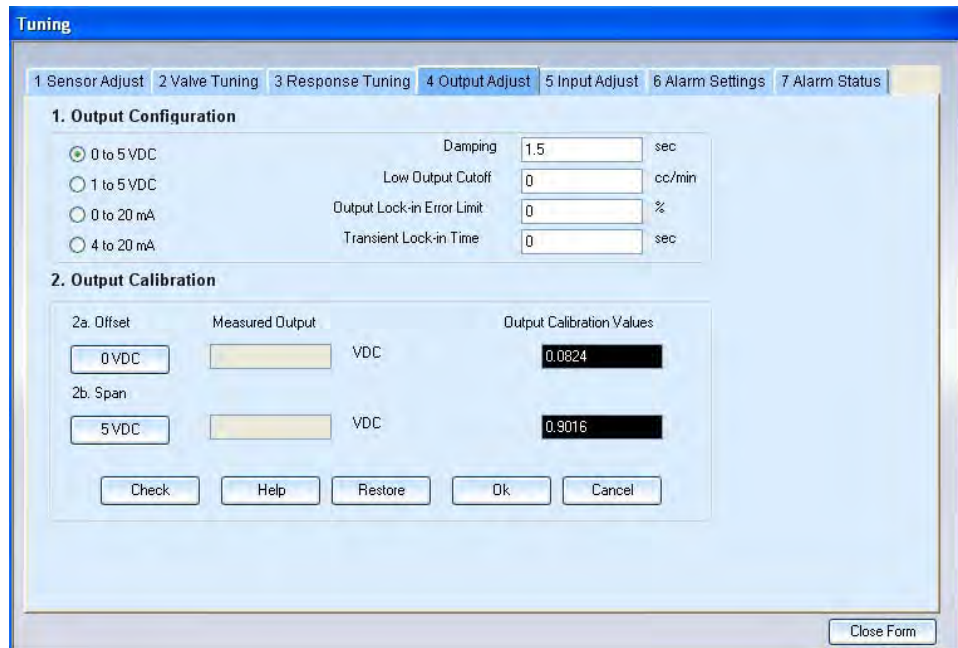 Tuning
1 Sensor Adjust 2 Valve Tuning 3 Response Tuning 4 Output Adjust 5 Input Adjust 6 Alarm Settings 7 Alarm Status
1. Output Configuration
0 to 5 VDC
1 to 5 VDC
0 to 20 mA
4 to 20 mA
Damping 1.5 sec
Low Output Cutoff 0 cc/min
Output Lock-in Error Limit 0 %
Transient Lock-in Time 0 sec
2. Output Calibration
2a. Offset Measured Output Output Calibration Values
0 VDC VDC 0.0824
2b. Span
5 VDC VDC 0.9016
Check Help Restore Ok Cancel
Close Form